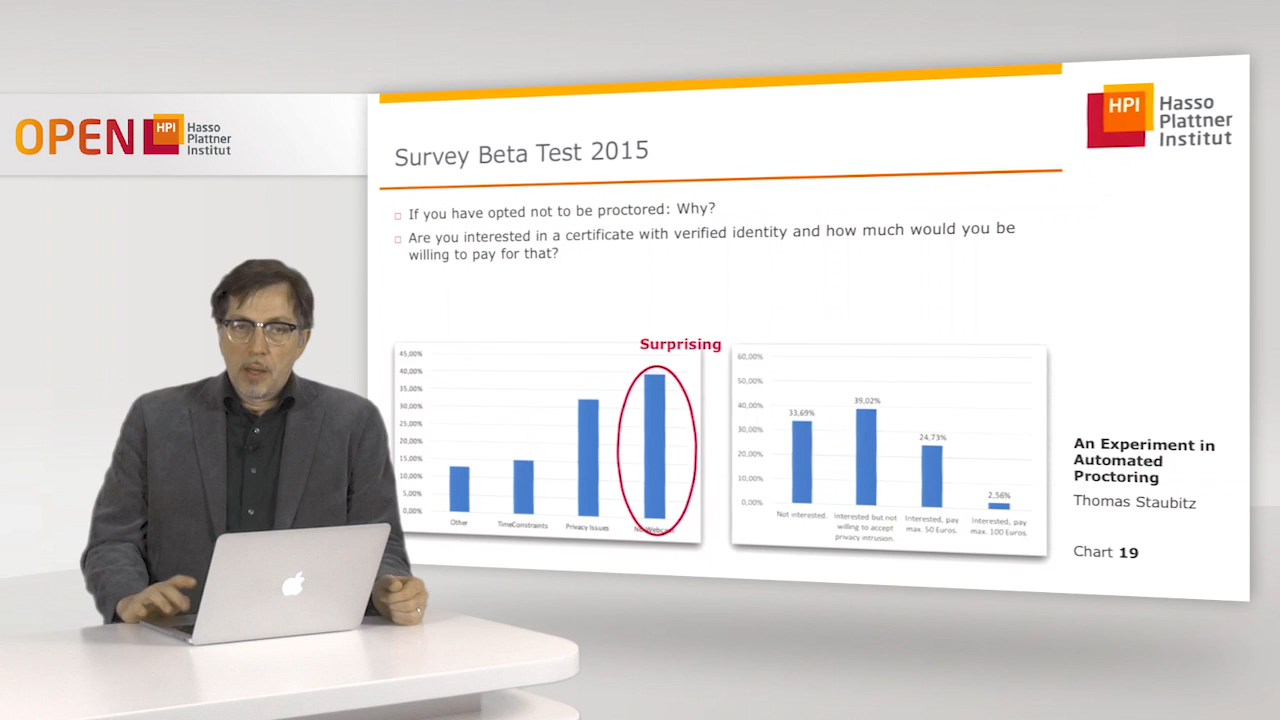 OPEN HPI Hasso
Plattner
Institut
HPI Hasso
Plattner
Institut
Survey Beta Test 2015
If you have opted not to be proctored: Why?
Are you interested in a certificate with verified identity and how much would you be
willing to pay for that?
Surprising
45,00%
40,00%
35,00%
30,00%
25,00%
20,00%
15,00%
10,00%
5,00%
0,00%
Other TimeConstraints Privacy Issues No Webcam
60,00%
50,00%
40,00%
30,00%
20,00%
10,00%
0,00%
33,69% 39,02% 24,73% 2,56%
Not interested. Interested but not Interested, pay Interested, pay
willing to accept max. 50 Euros. max. 100 Euros.
privacy intrusion.
An Experiment in
Automated
Proctoring
Thomas Staubitz
Chart 19